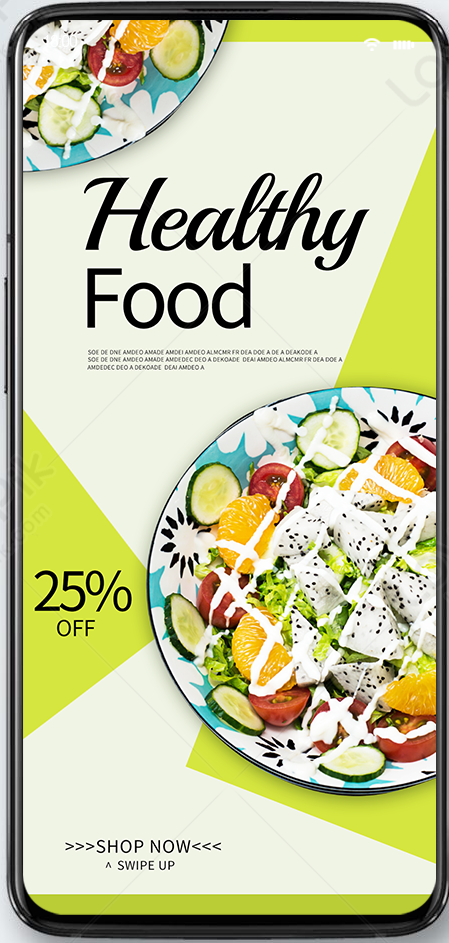 Healthy
Food
SOE DE DNE AMDEO AMADE AMDEI AMDEO ALMCMR FR DEA DOE A DE A DEAKODE A
SOE DE DNE AMDEO AMADE AMDEDEC DEO A DEKOADE DEAI AMDEO ALMCMR FR DEA DOE A
AMDEDEC DEO A DEKOADE DEAI AMDEO A
25%
OFF
>>>SHOP NOW<<<
^ SWIPE UP